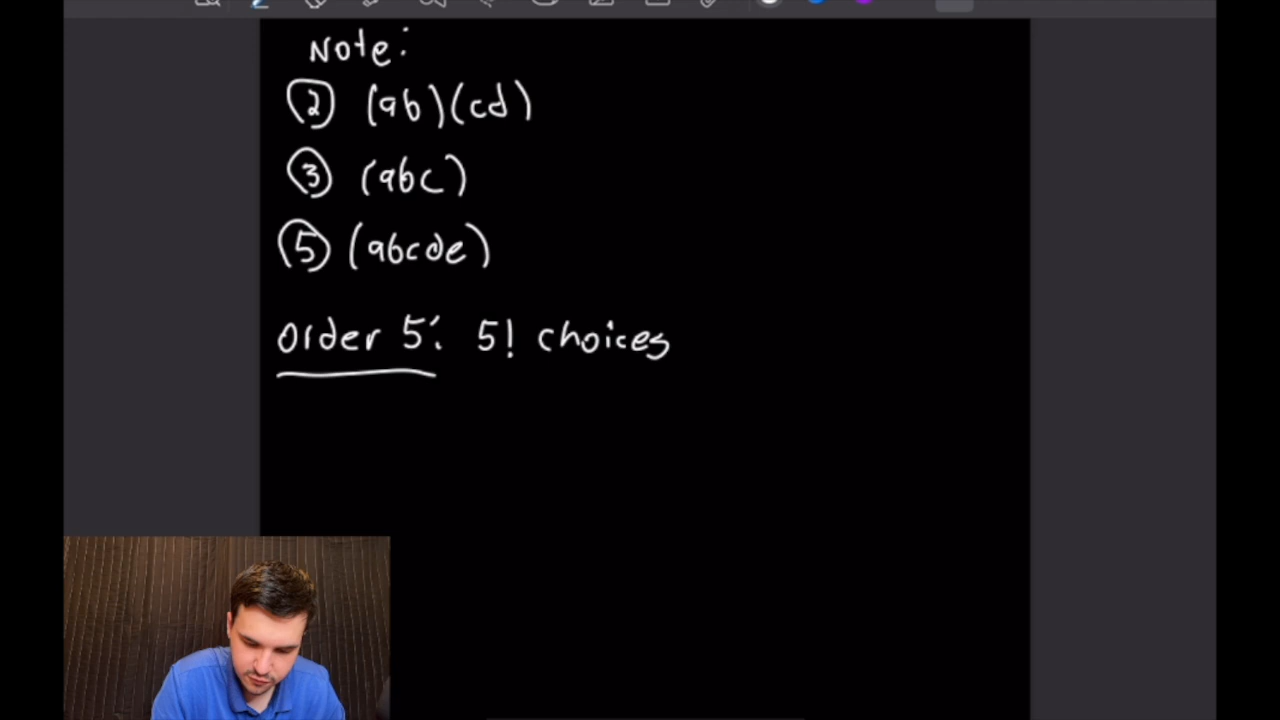 Note:
② (ab)(cd)
③ (abc)
⑤ (abcde)
Order 5: 5! choices